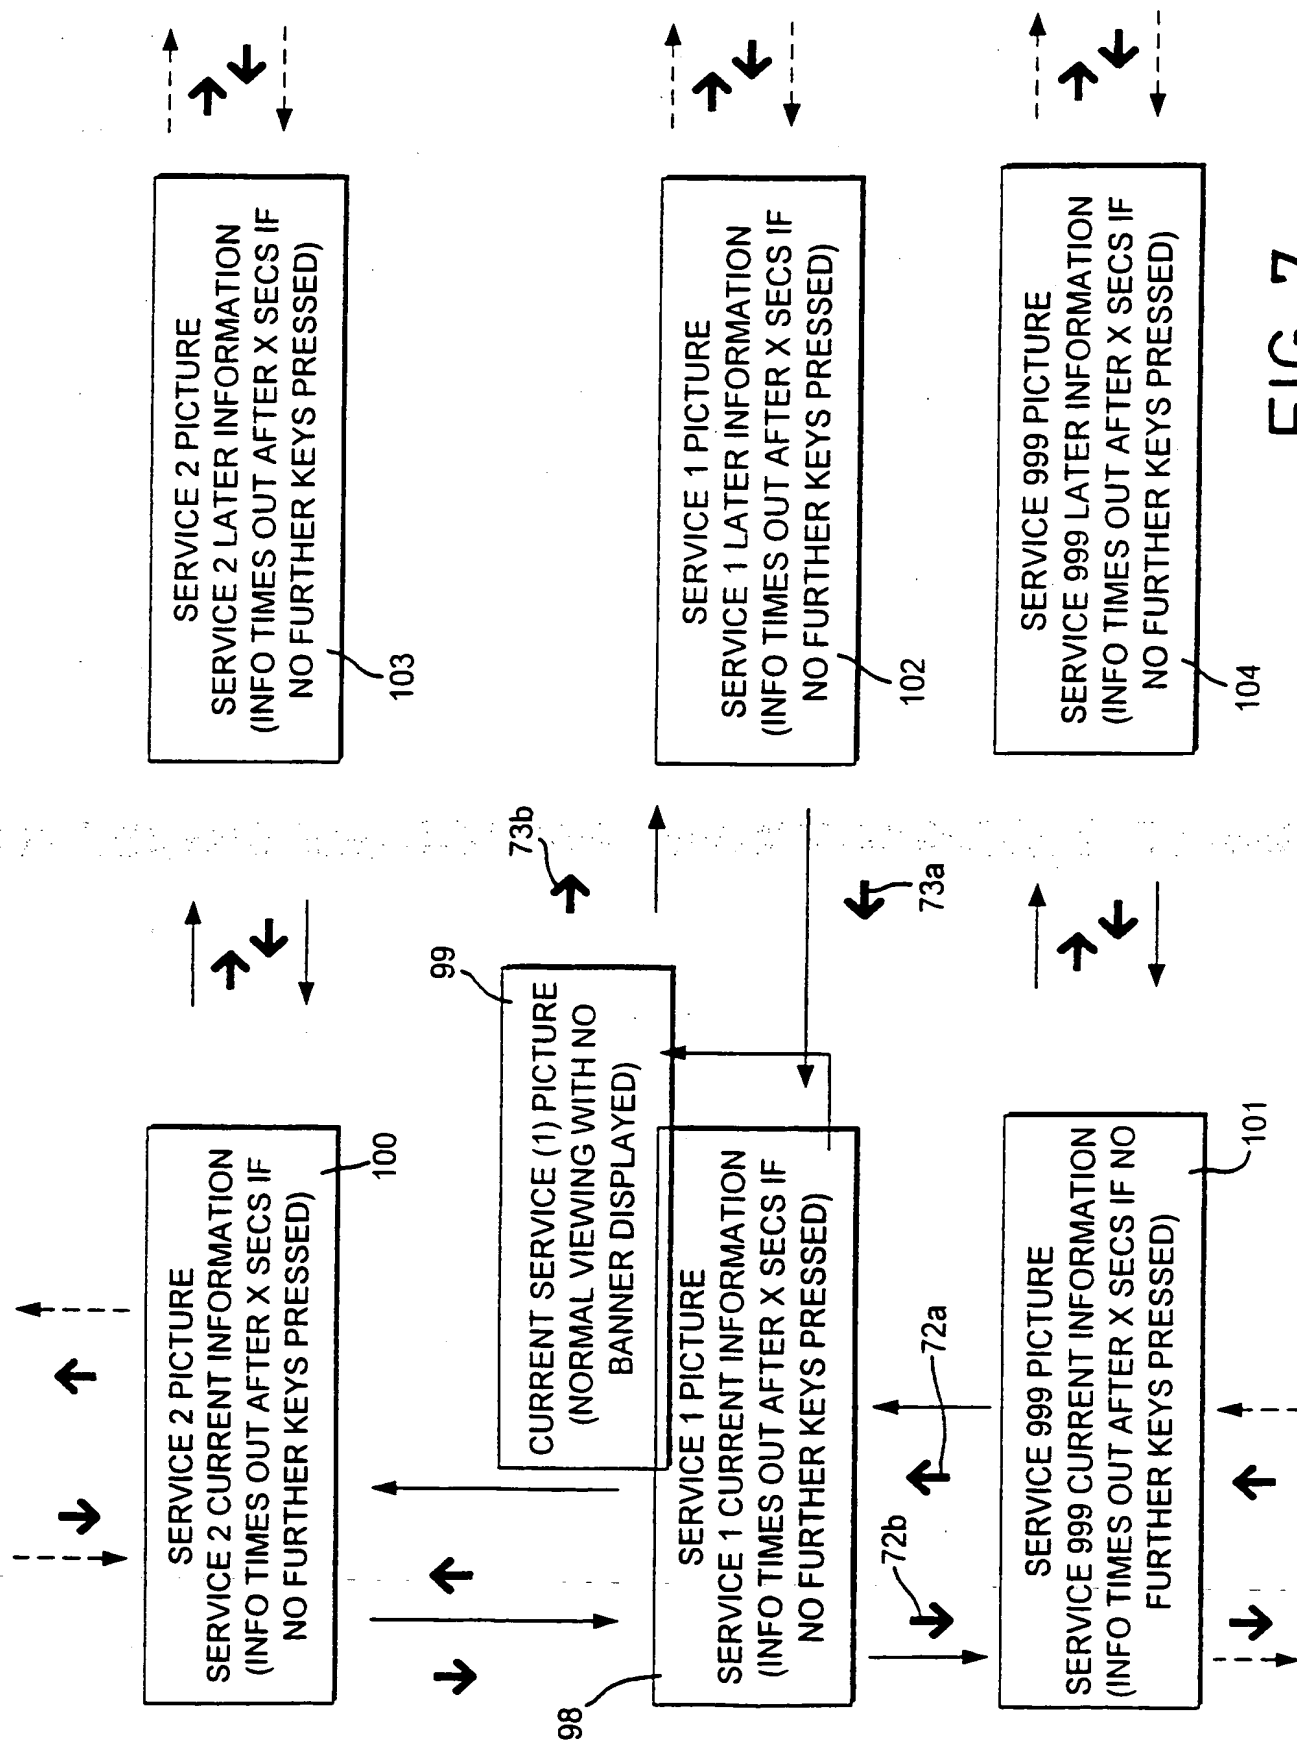 SERVICE 2 PICTURE
SERVICE 2 CURRENT INFORMATION
(INFO TIMES OUT AFTER X SECS IF
NO FURTHER KEYS PRESSED)
100
SERVICE 2 PICTURE
SERVICE 2 LATER INFORMATION
(INFO TIMES OUT AFTER X SECS IF
NO FURTHER KEYS PRESSED)
103
99
CURRENT SERVICE (1) PICTURE
(NORMAL VIEWING WITH NO
BANNER DISPLAYED)
73b
98
SERVICE 1 PICTURE
SERVICE 1 CURRENT INFORMATION
(INFO TIMES OUT AFTER X SECS IF
NO FURTHER KEYS PRESSED)
73a
SERVICE 1 PICTURE
SERVICE 1 LATER INFORMATION
(INFO TIMES OUT AFTER X SECS IF
NO FURTHER KEYS PRESSED)
102
72b
72a
SERVICE 999 PICTURE
SERVICE 999 CURRENT INFORMATION
(INFO TIMES OUT AFTER X SECS IF NO
FURTHER KEYS PRESSED)
101
SERVICE 999 PICTURE
SERVICE 999 LATER INFORMATION
(INFO TIMES OUT AFTER X SECS IF
NO FURTHER KEYS PRESSED)
104
FIG 7